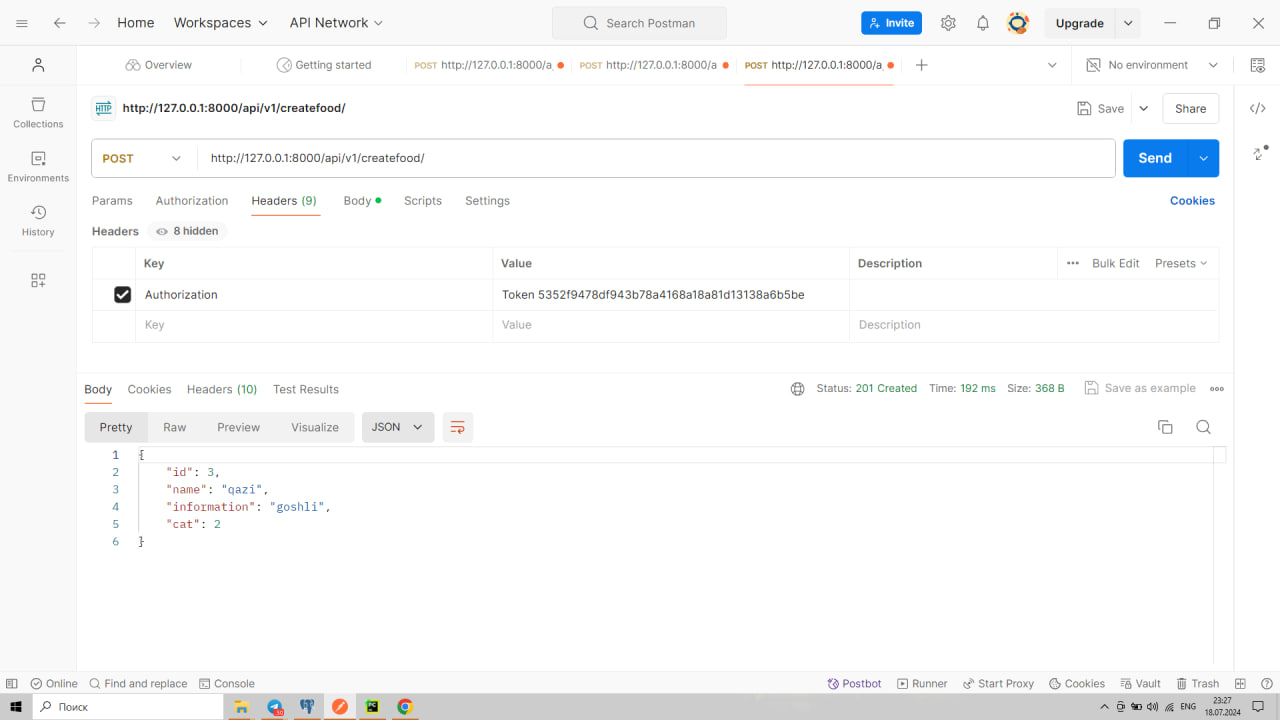 Home Workspaces API Network Search Postman Invite Upgrade
Overview Getting started POST http://127.0.0.1:8000/a POST http://127.0.0.1:8000/a POST http://127.0.0.1:8000/a No environment
HTTP http://127.0.0.1:8000/api/v1/createfood/ Save Share
Collections
POST http://127.0.0.1:8000/api/v1/createfood/ Send
Environments
Params Authorization Headers (9) Body Scripts Settings Cookies
History
Headers 8 hidden
Key Value Description Bulk Edit Presets
Authorization Token 5352f9478df943b78a4168a18a81d13138a6b5be
Key Value Description
Body Cookies Headers (10) Test Results Status: 201 Created Time: 192 ms Size: 368 B Save as example
Pretty Raw Preview Visualize JSON
1 {
2 "id": 3,
3 "name": "qazi",
4 "information": "goshli",
5 "cat": 2
6 }
Online Find and replace Console Postbot Runner Start Proxy Cookies Vault Trash
Поиск ENG 23:27
18.07.2024